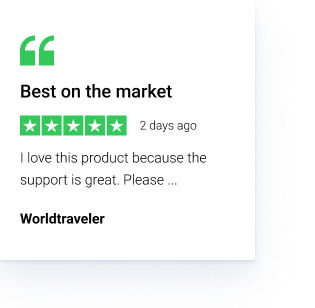 Best on the market
2 days ago
I love this product because the
support is great. Please ...
Worldtraveler